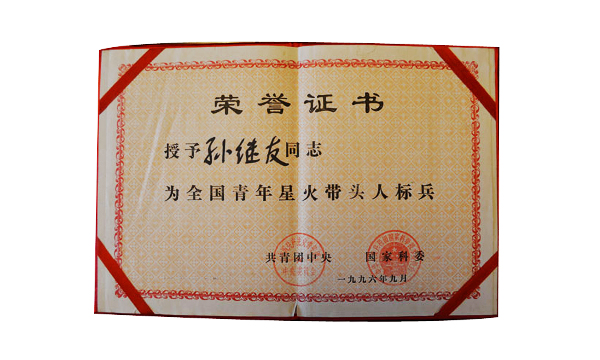 荣誉证书
授予孙继友同志
为全国青年星火带头人标兵
共青团中央 国家科委
一九九六年九月